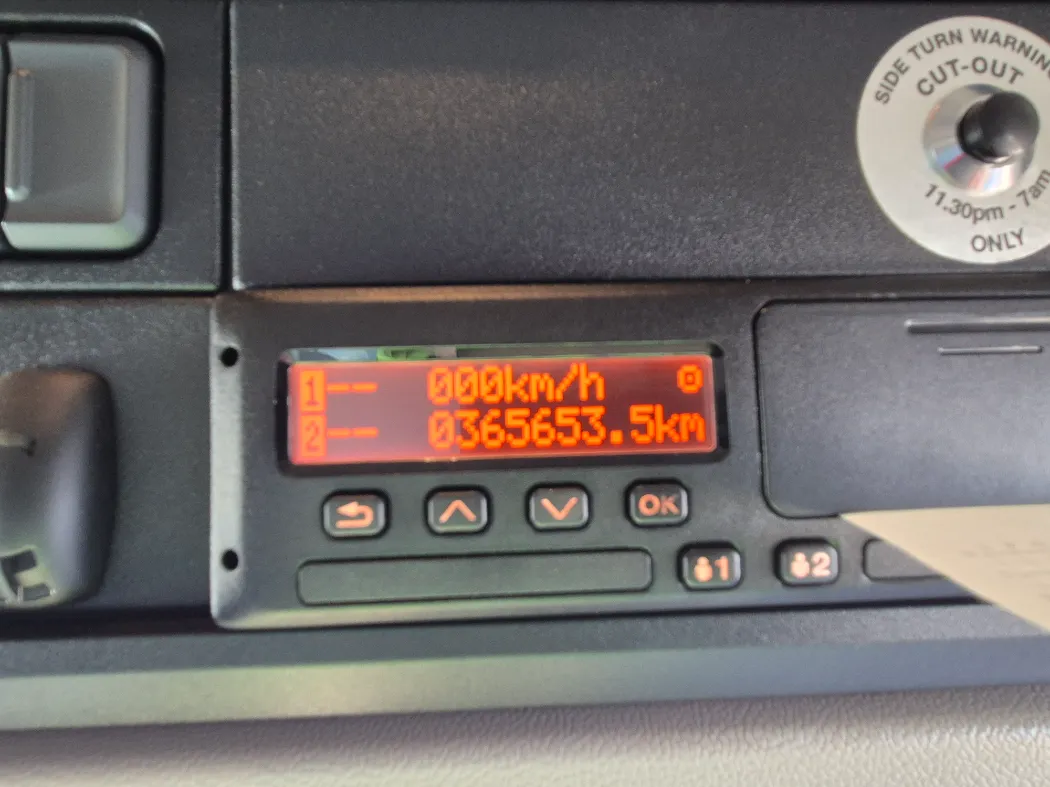 SIDE TURN WARNING
CUT-OUT
11.30pm - 7am
ONLY
1-- 000km/h
2-- 0365653.5km
OK
1
2